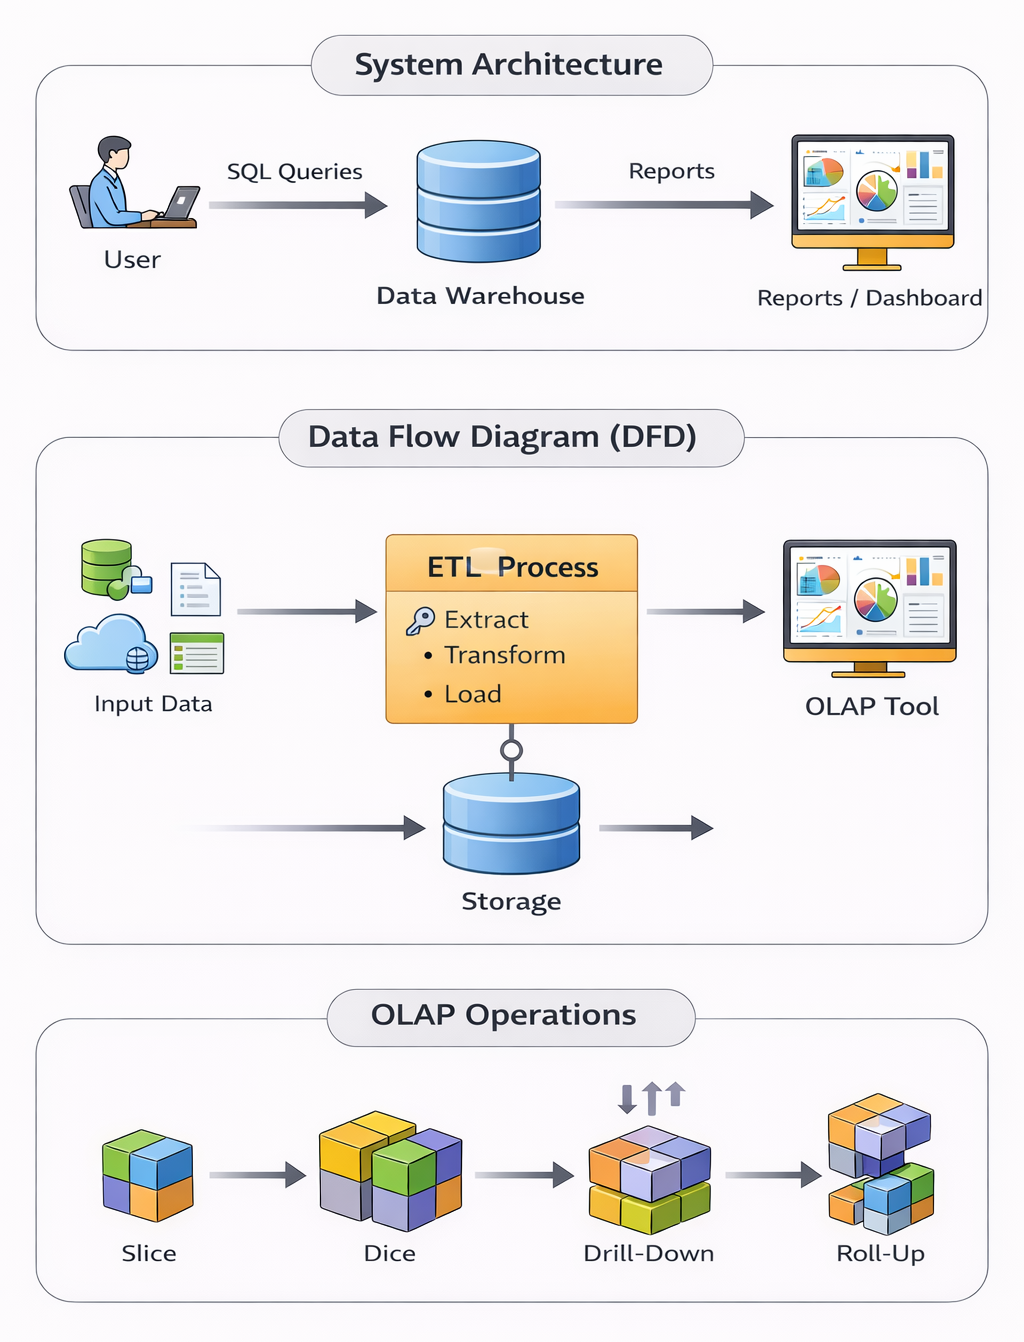 System Architecture
SQL Queries
Reports
User
Data Warehouse
Reports / Dashboard
Data Flow Diagram (DFD)
ETL Process
Extract
• Transform
• Load
Input Data
OLAP Tool
Storage
OLAP Operations
Slice
Dice
Drill-Down
Roll-Up